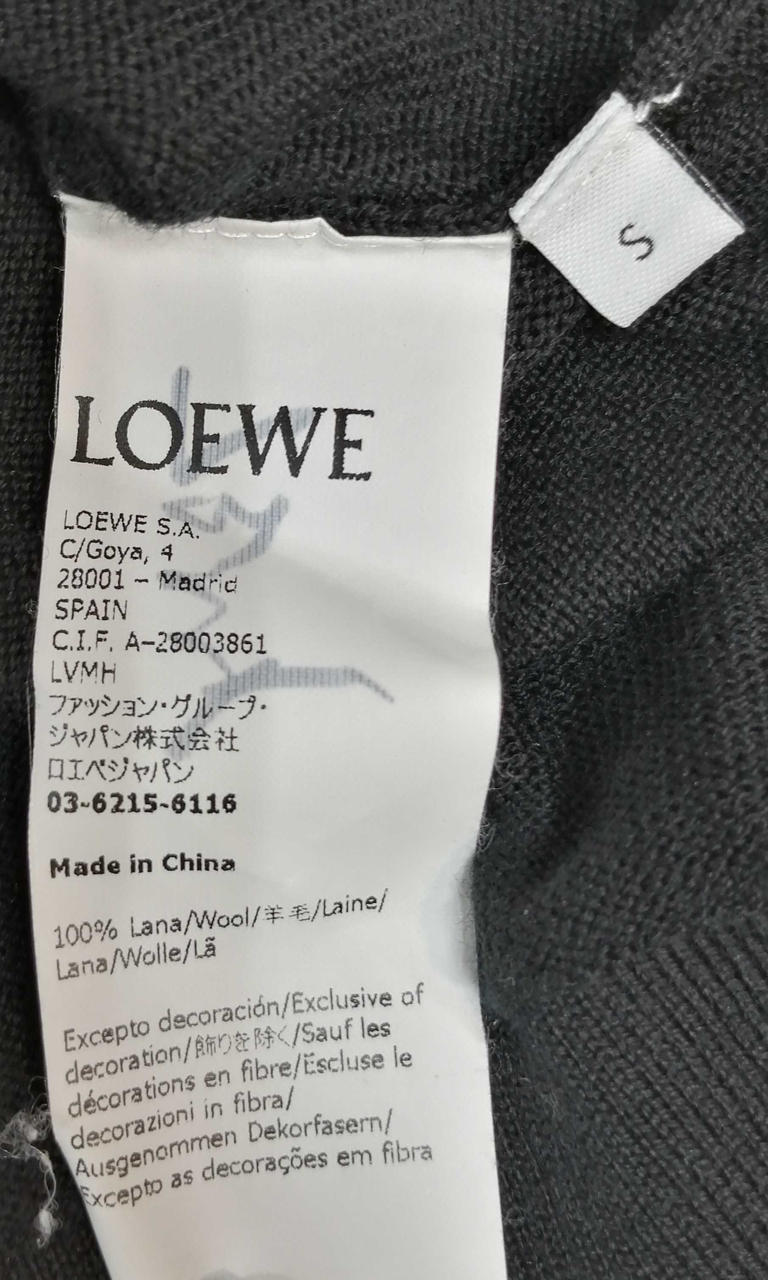 S
LOEWE
LOEWE S.A.
C/Goya, 4
28001 – Madrid
SPAIN
C.I.F. A-28003861
LVMH
ファッション・グループ・
ジャパン株式会社
ロエベジャパン
03-6215-6116
Made in China
100% Lana/Wool/羊毛/Laine/
Lana/Wolle/Lã
Excepto decoración/Exclusive of
decoration/飾りを除く/Sauf les
décorations en fibre/Escluse le
decorazioni in fibra/
Ausgenommen Dekorfasern/
Excepto as decorações em fibra